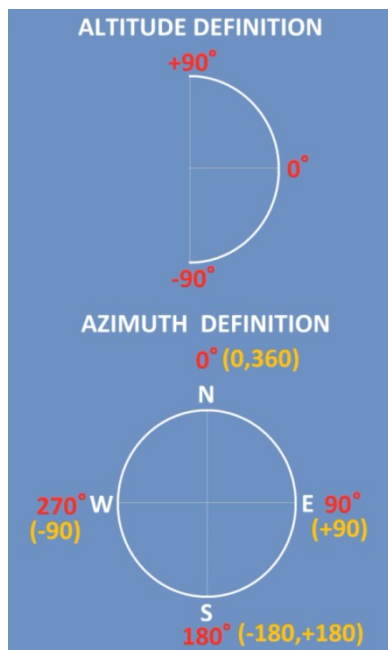 ALTITUDE DEFINITION
+90°
0°
-90°
AZIMUTH DEFINITION
0° (0,360)
N
270° W E 90°
(-90) (+90)
S
180° (-180,+180)